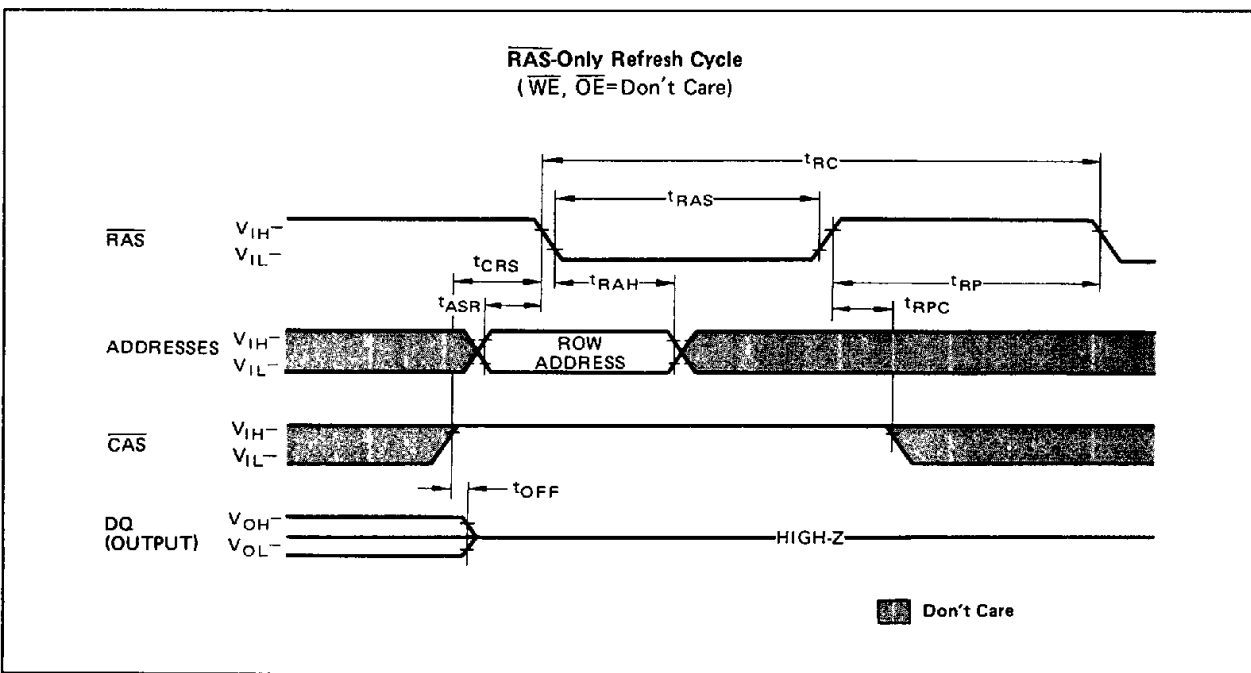 RAS-Only Refresh Cycle
(WE, OE=Don't Care)
tRC
tRAS
RAS
VIH
VIL
tCRS
tRAH
tRP
tASR
tRPC
ADDRESSES
VIH
VIL
ROW
ADDRESS
CAS
VIH
VIL
tOFF
DQ
(OUTPUT)
VOH
VOL
HIGH-Z
Don't Care